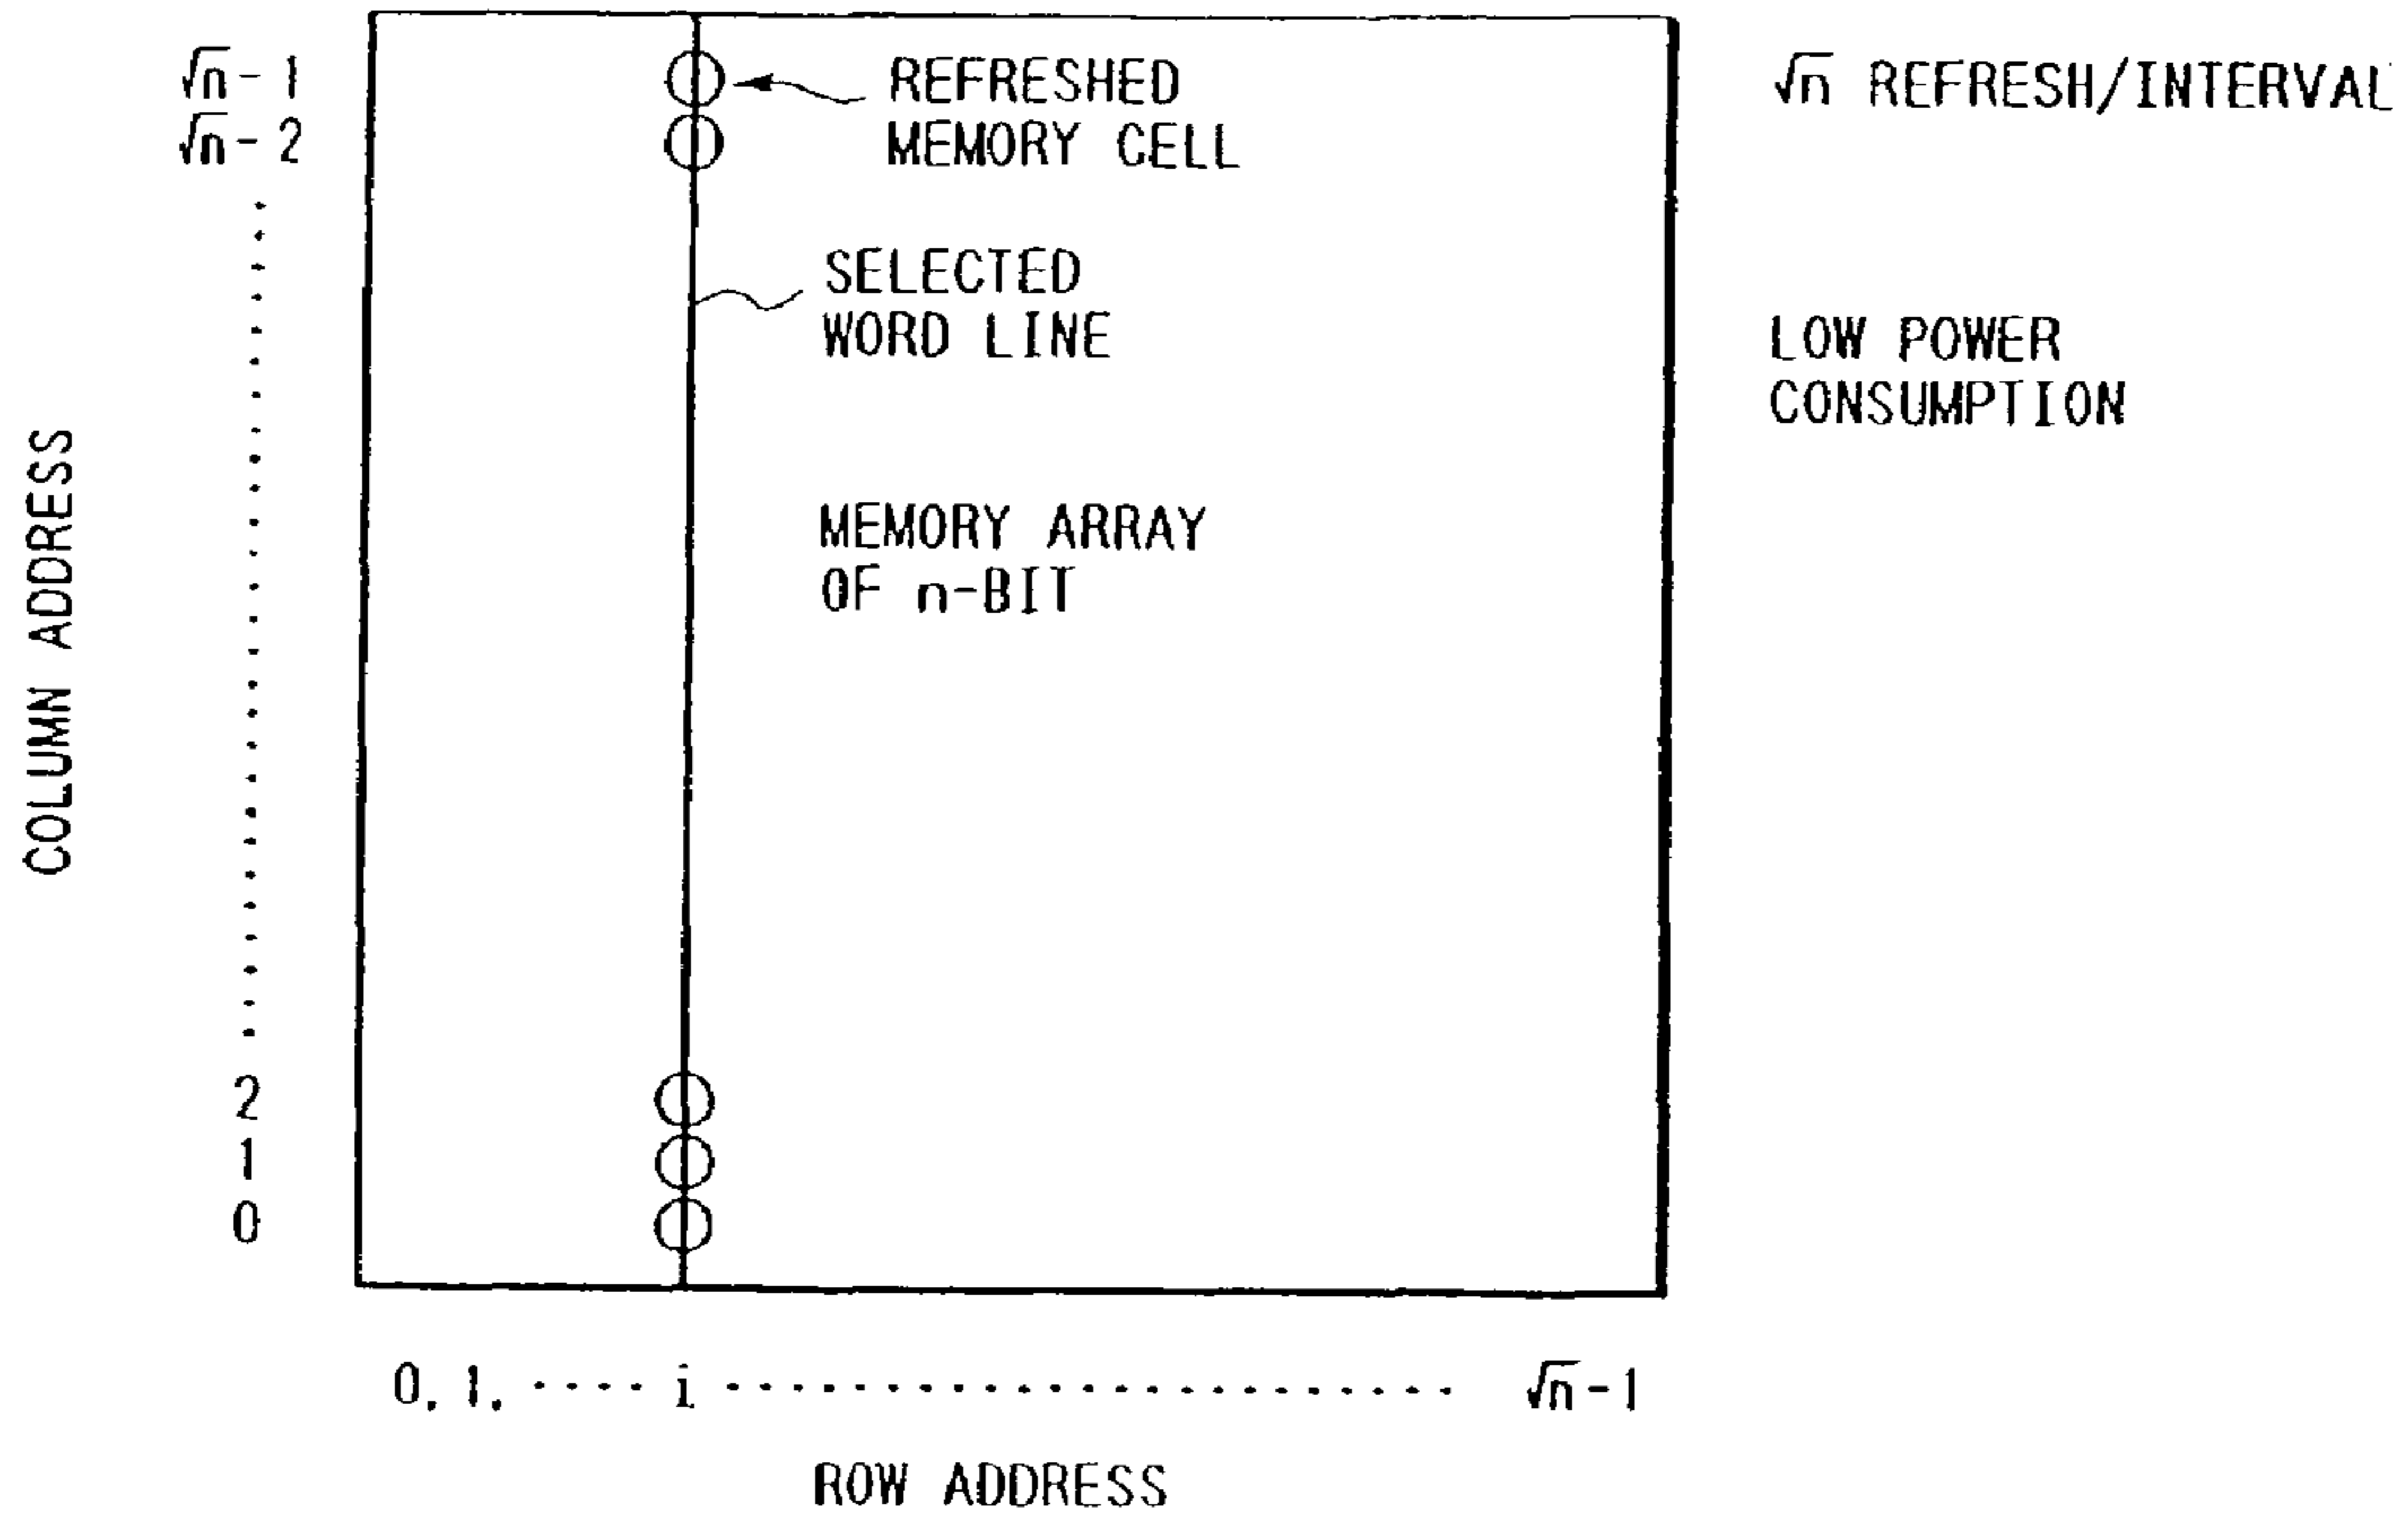 √n - 1
√n - 2
2
1
0
COLUMN ADDRESS
REFRESHED
MEMORY CELL
SELECTED
WORD LINE
MEMORY ARRAY
OF n-BIT
√n REFRESH/INTERVAL
LOW POWER
CONSUMPTION
0, 1, ···· i ······················· √n-1
ROW ADDRESS